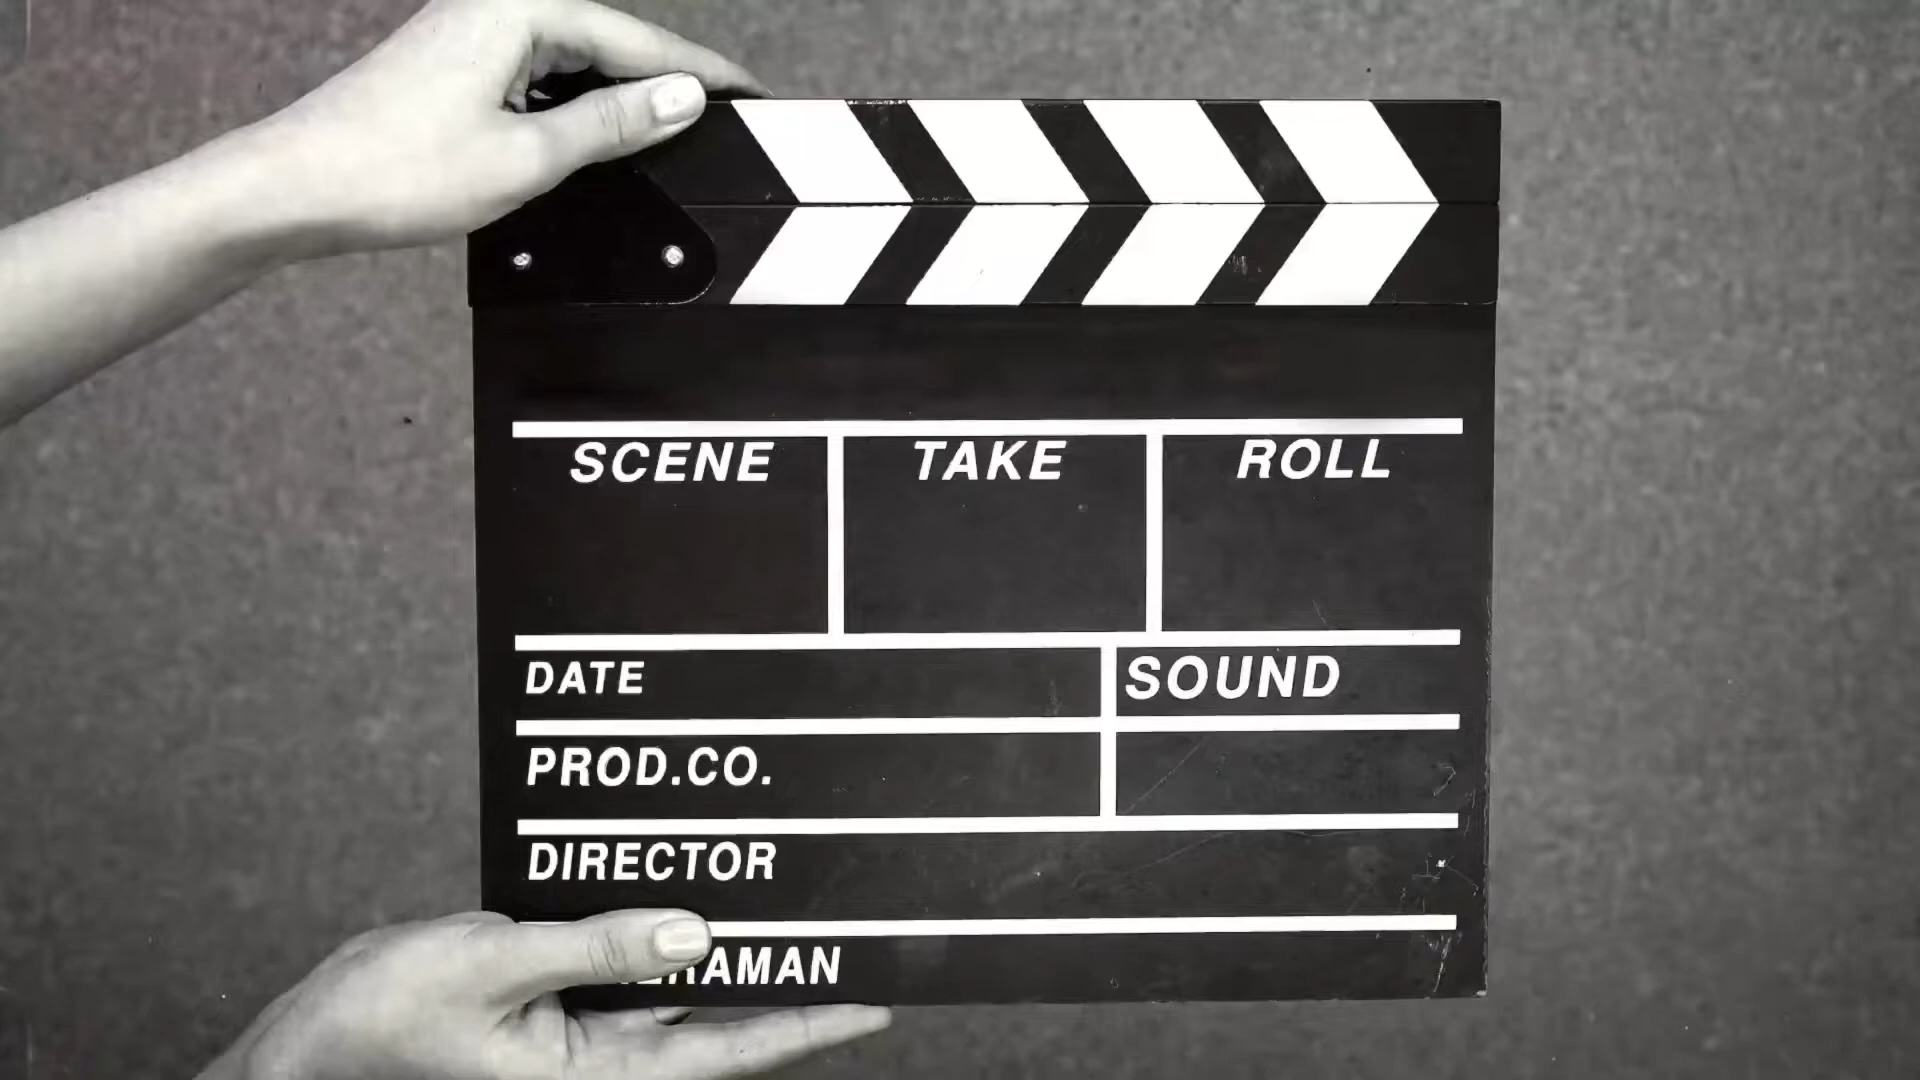 SCENE TAKE ROLL
DATE SOUND
PROD.CO.
DIRECTOR